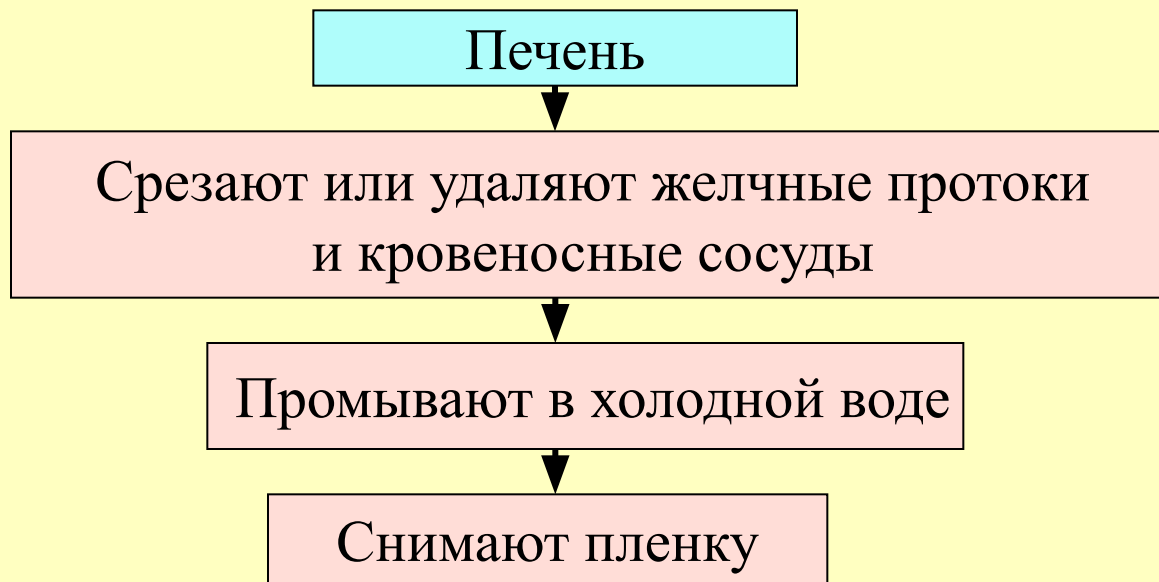 Печень
Срезают или удаляют желчные протоки
и кровеносные сосуды
Промывают в холодной воде
Снимают пленку